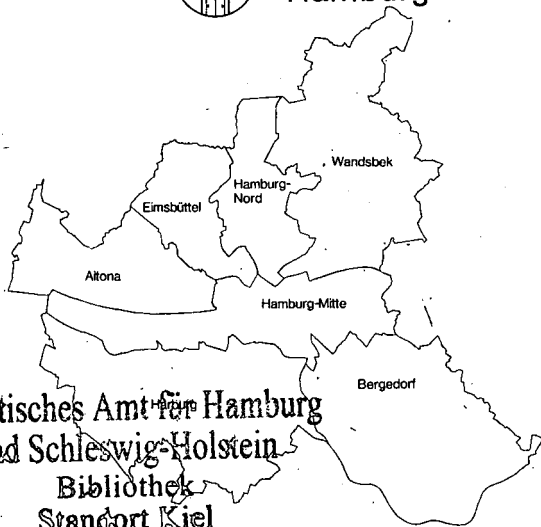 Hamburg
Wandsbek
Hamburg-
Nord
Eimsbüttel
Altona
Hamburg-Mitte
Bergedorf
Harburg
tisches Amt für Hamburg
d Schleswig-Holstein
Bibliothek
Standort Kiel